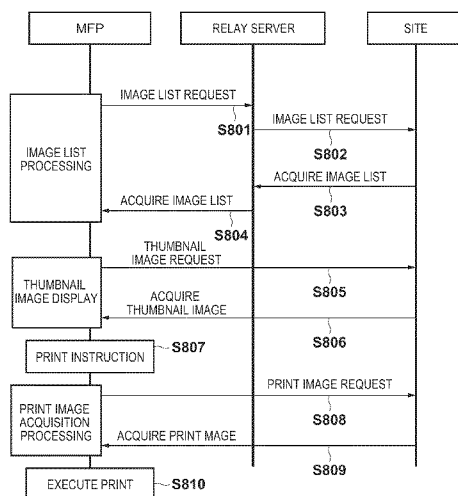 MFP
RELAY SERVER
SITE
IMAGE LIST REQUEST
S801
IMAGE LIST REQUEST
S802
IMAGE LIST
PROCESSING
ACQUIRE IMAGE LIST
S803
ACQUIRE IMAGE LIST
S804
THUMBNAIL
IMAGE REQUEST
S805
THUMBNAIL
IMAGE DISPLAY
ACQUIRE
THUMBNAIL IMAGE
S806
PRINT INSTRUCTION
S807
PRINT IMAGE REQUEST
S808
PRINT IMAGE
ACQUISITION
PROCESSING
ACQUIRE PRINT MAGE
S809
EXECUTE PRINT
S810